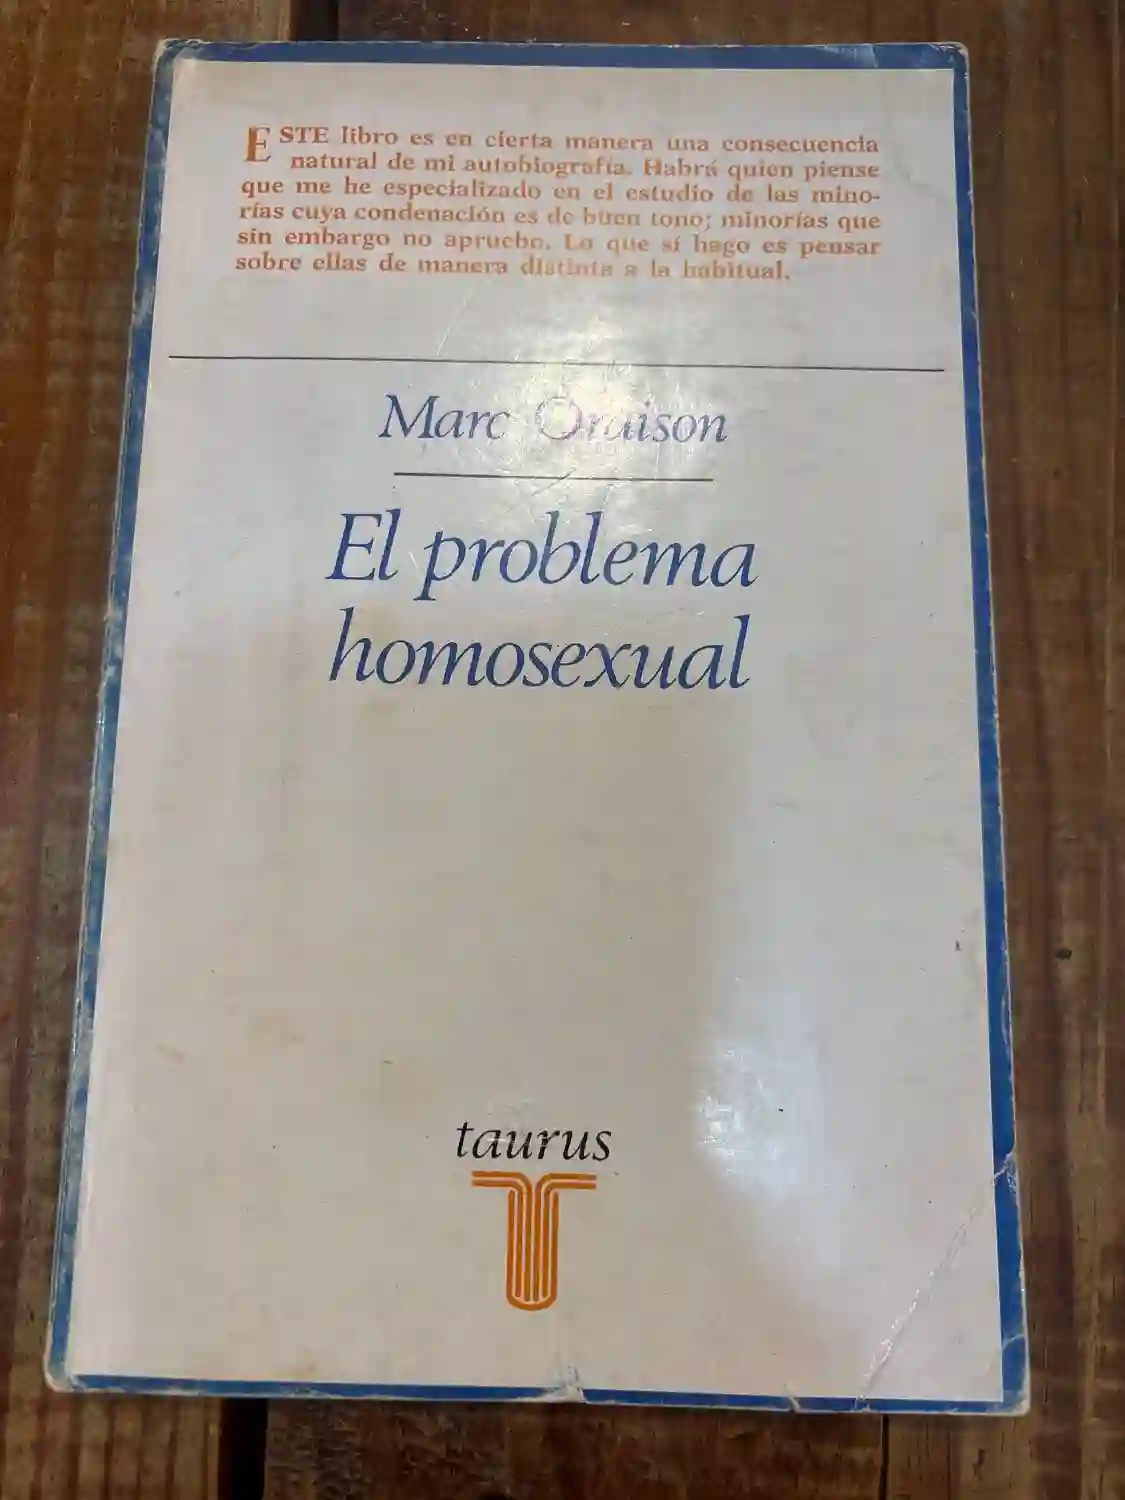 ESTE libro es en cierta manera una consecuencia
natural de mi autobiografía. Habrá quien piense
que me he especializado en el estudio de las mino-
rías cuya condenación es de buen tono; minorías que
sin embargo no apruebo. Lo que sí hago es pensar
sobre ellas de manera distinta a la habitual.
Marc Oraison
El problema
homosexual
taurus